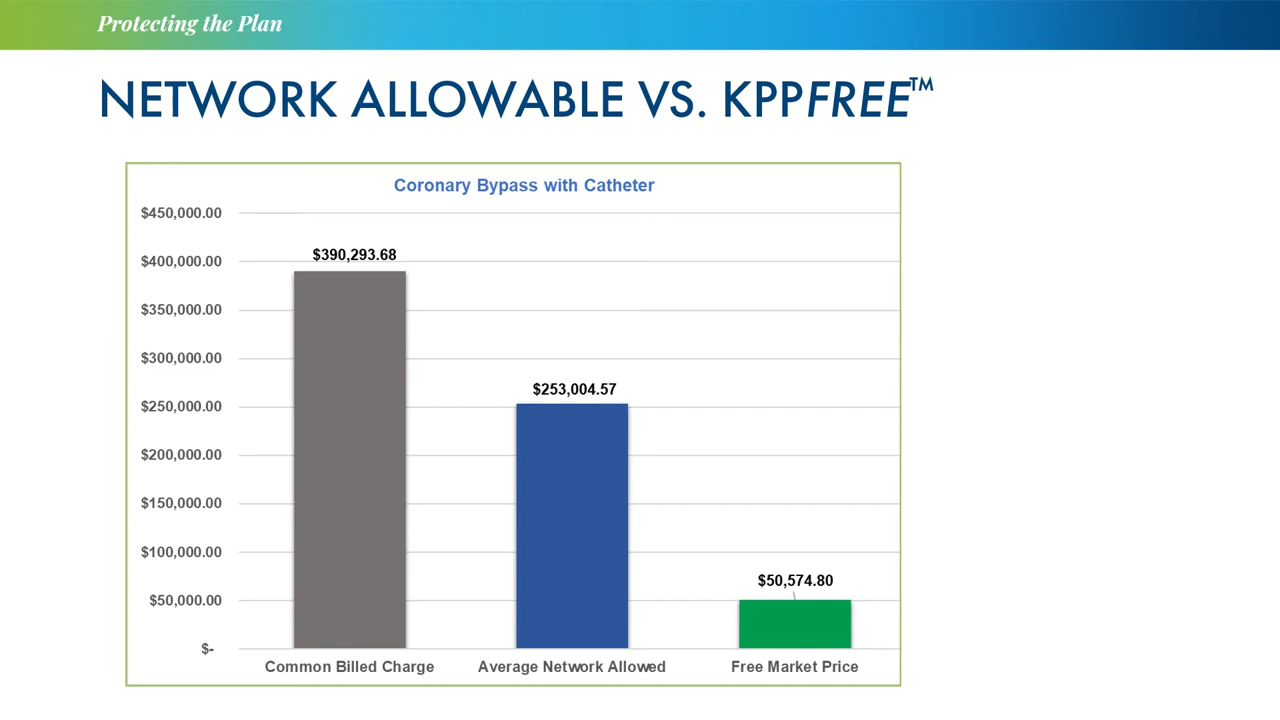 Protecting the Plan
NETWORK ALLOWABLE VS. KPPFREE™
Coronary Bypass with Catheter
$450,000.00
$400,000.00
$350,000.00
$300,000.00
$250,000.00
$200,000.00
$150,000.00
$100,000.00
$50,000.00
$-
$390,293.68
$253,004.57
$50,574.80
Common Billed Charge
Average Network Allowed
Free Market Price